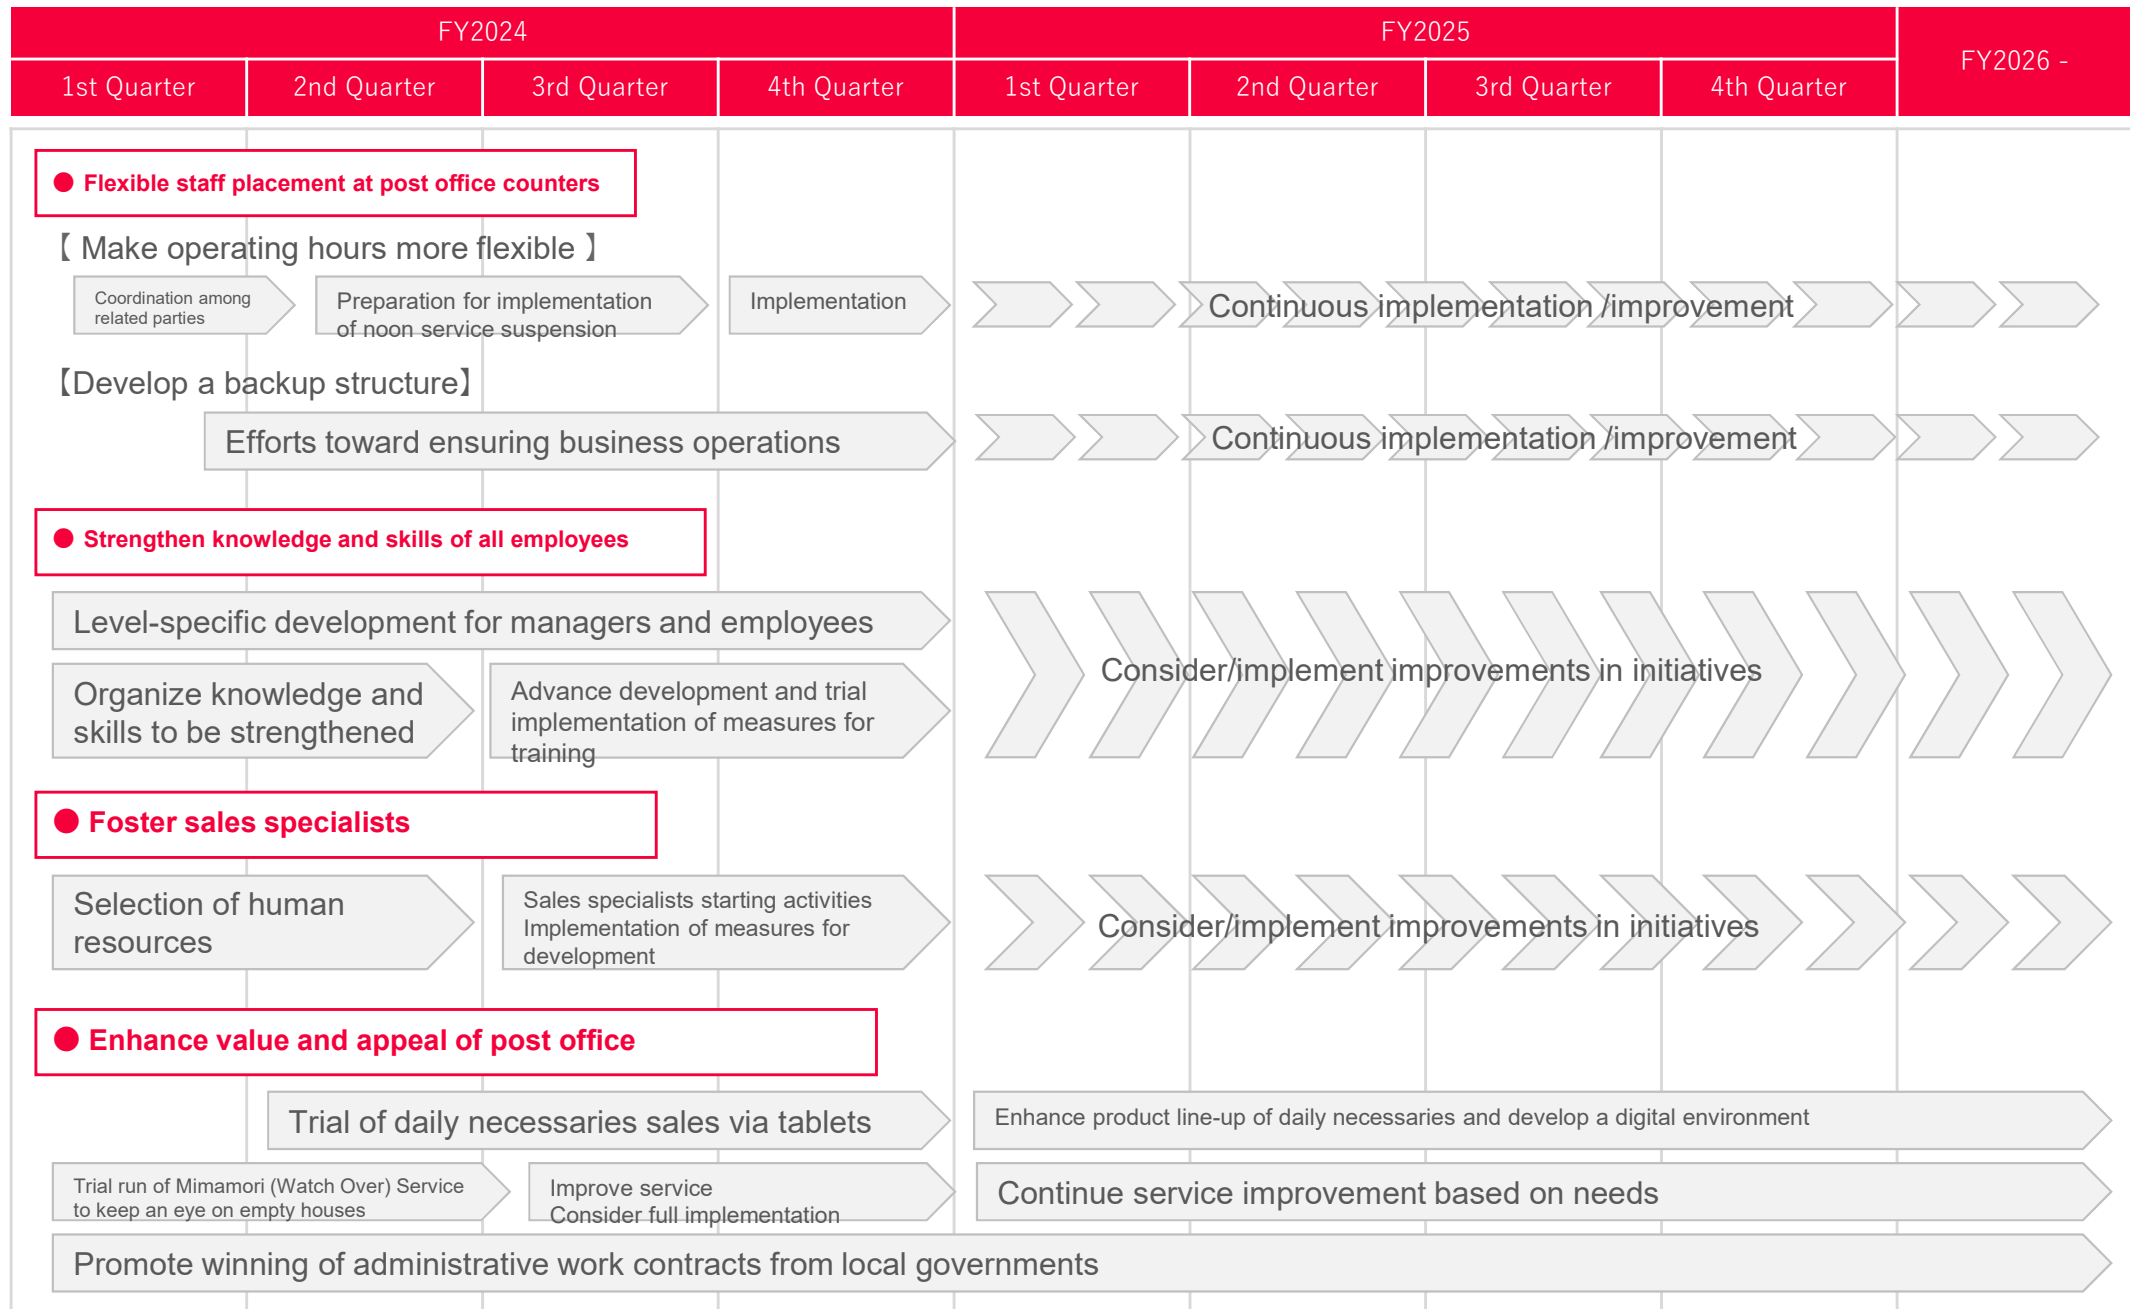 FY2024
FY2025
FY2026 -
1st Quarter
2nd Quarter
3rd Quarter
4th Quarter
1st Quarter
2nd Quarter
3rd Quarter
4th Quarter
● Flexible staff placement at post office counters
【 Make operating hours more flexible 】
Coordination among
related parties
Preparation for implementation
of noon service suspension
Implementation
Continuous implementation /improvement
【Develop a backup structure】
Efforts toward ensuring business operations
Continuous implementation /improvement
● Strengthen knowledge and skills of all employees
Level-specific development for managers and employees
Organize knowledge and
skills to be strengthened
Advance development and trial
implementation of measures for
training
Consider/implement improvements in initiatives
● Foster sales specialists
Selection of human
resources
Sales specialists starting activities
Implementation of measures for
development
Consider/implement improvements in initiatives
● Enhance value and appeal of post office
Trial of daily necessaries sales via tablets
Enhance product line-up of daily necessaries and develop a digital environment
Trial run of Mimamori (Watch Over) Service
to keep an eye on empty houses
Improve service
Consider full implementation
Continue service improvement based on needs
Promote winning of administrative work contracts from local governments